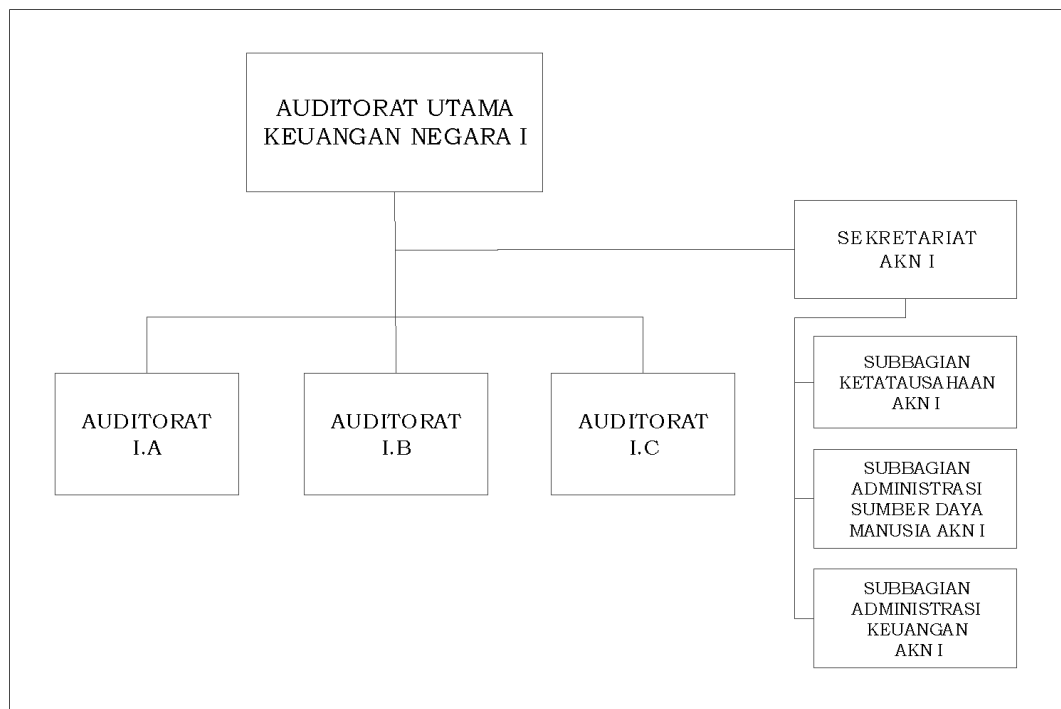 AUDITORAT UTAMA
KEUANGAN NEGARA I
SEKRETARIAT
AKN I
SUBBAGIAN
KETATAUSAHAAN
AKN I
AUDITORAT
I.A
AUDITORAT
I.B
AUDITORAT
I.C
SUBBAGIAN
ADMINISTRASI
SUMBER DAYA
MANUSIA AKN I
SUBBAGIAN
ADMINISTRASI
KEUANGAN
AKN I